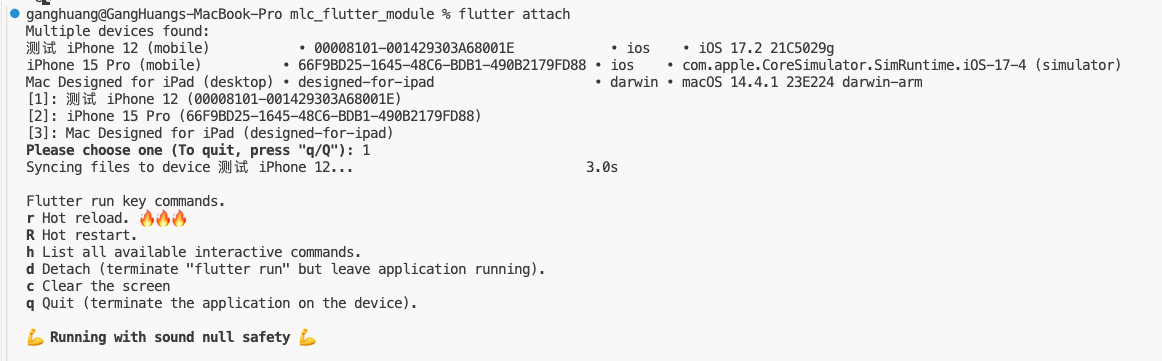 ganghuang@GangHuangs-MacBook-Pro mlc_flutter_module % flutter attach
Multiple devices found:
测试 iPhone 12 (mobile) • 00008101-001429303A68001E • ios • iOS 17.2 21C5029g
iPhone 15 Pro (mobile) • 66F9BD25-1645-48C6-BDB1-490B2179FD88 • ios • com.apple.CoreSimulator.SimRuntime.iOS-17-4 (simulator)
Mac Designed for iPad (desktop) • designed-for-ipad • darwin • macOS 14.4.1 23E224 darwin-arm
[1]: 测试 iPhone 12 (00008101-001429303A68001E)
[2]: iPhone 15 Pro (66F9BD25-1645-48C6-BDB1-490B2179FD88)
[3]: Mac Designed for iPad (designed-for-ipad)
Please choose one (To quit, press "q/Q"): 1
Syncing files to device 测试 iPhone 12... 3.0s
Flutter run key commands.
r Hot reload. 🔥🔥🔥
R Hot restart.
h List all available interactive commands.
d Detach (terminate "flutter run" but leave application running).
c Clear the screen
q Quit (terminate the application on the device).
💪 Running with sound null safety 💪